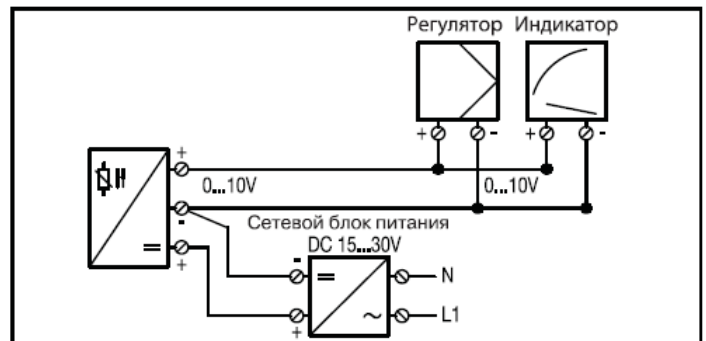 Регулятор Индикатор
+ - + -
+
0...10V 0...10V
-
Сетевой блок питания
DC 15...30V
+
- N
+ L1